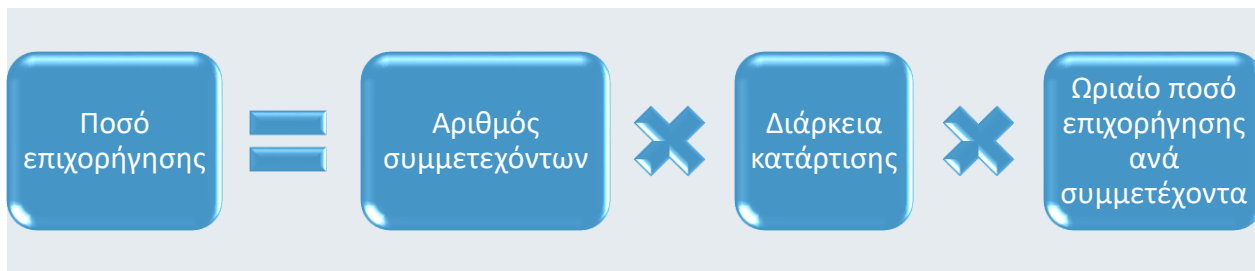 Ποσό
επιχορήγησης
Αριθμός
συμμετεχόντων
Διάρκεια
κατάρτισης
Ωριαίο ποσό
επιχορήγησης
ανά
συμμετέχοντα